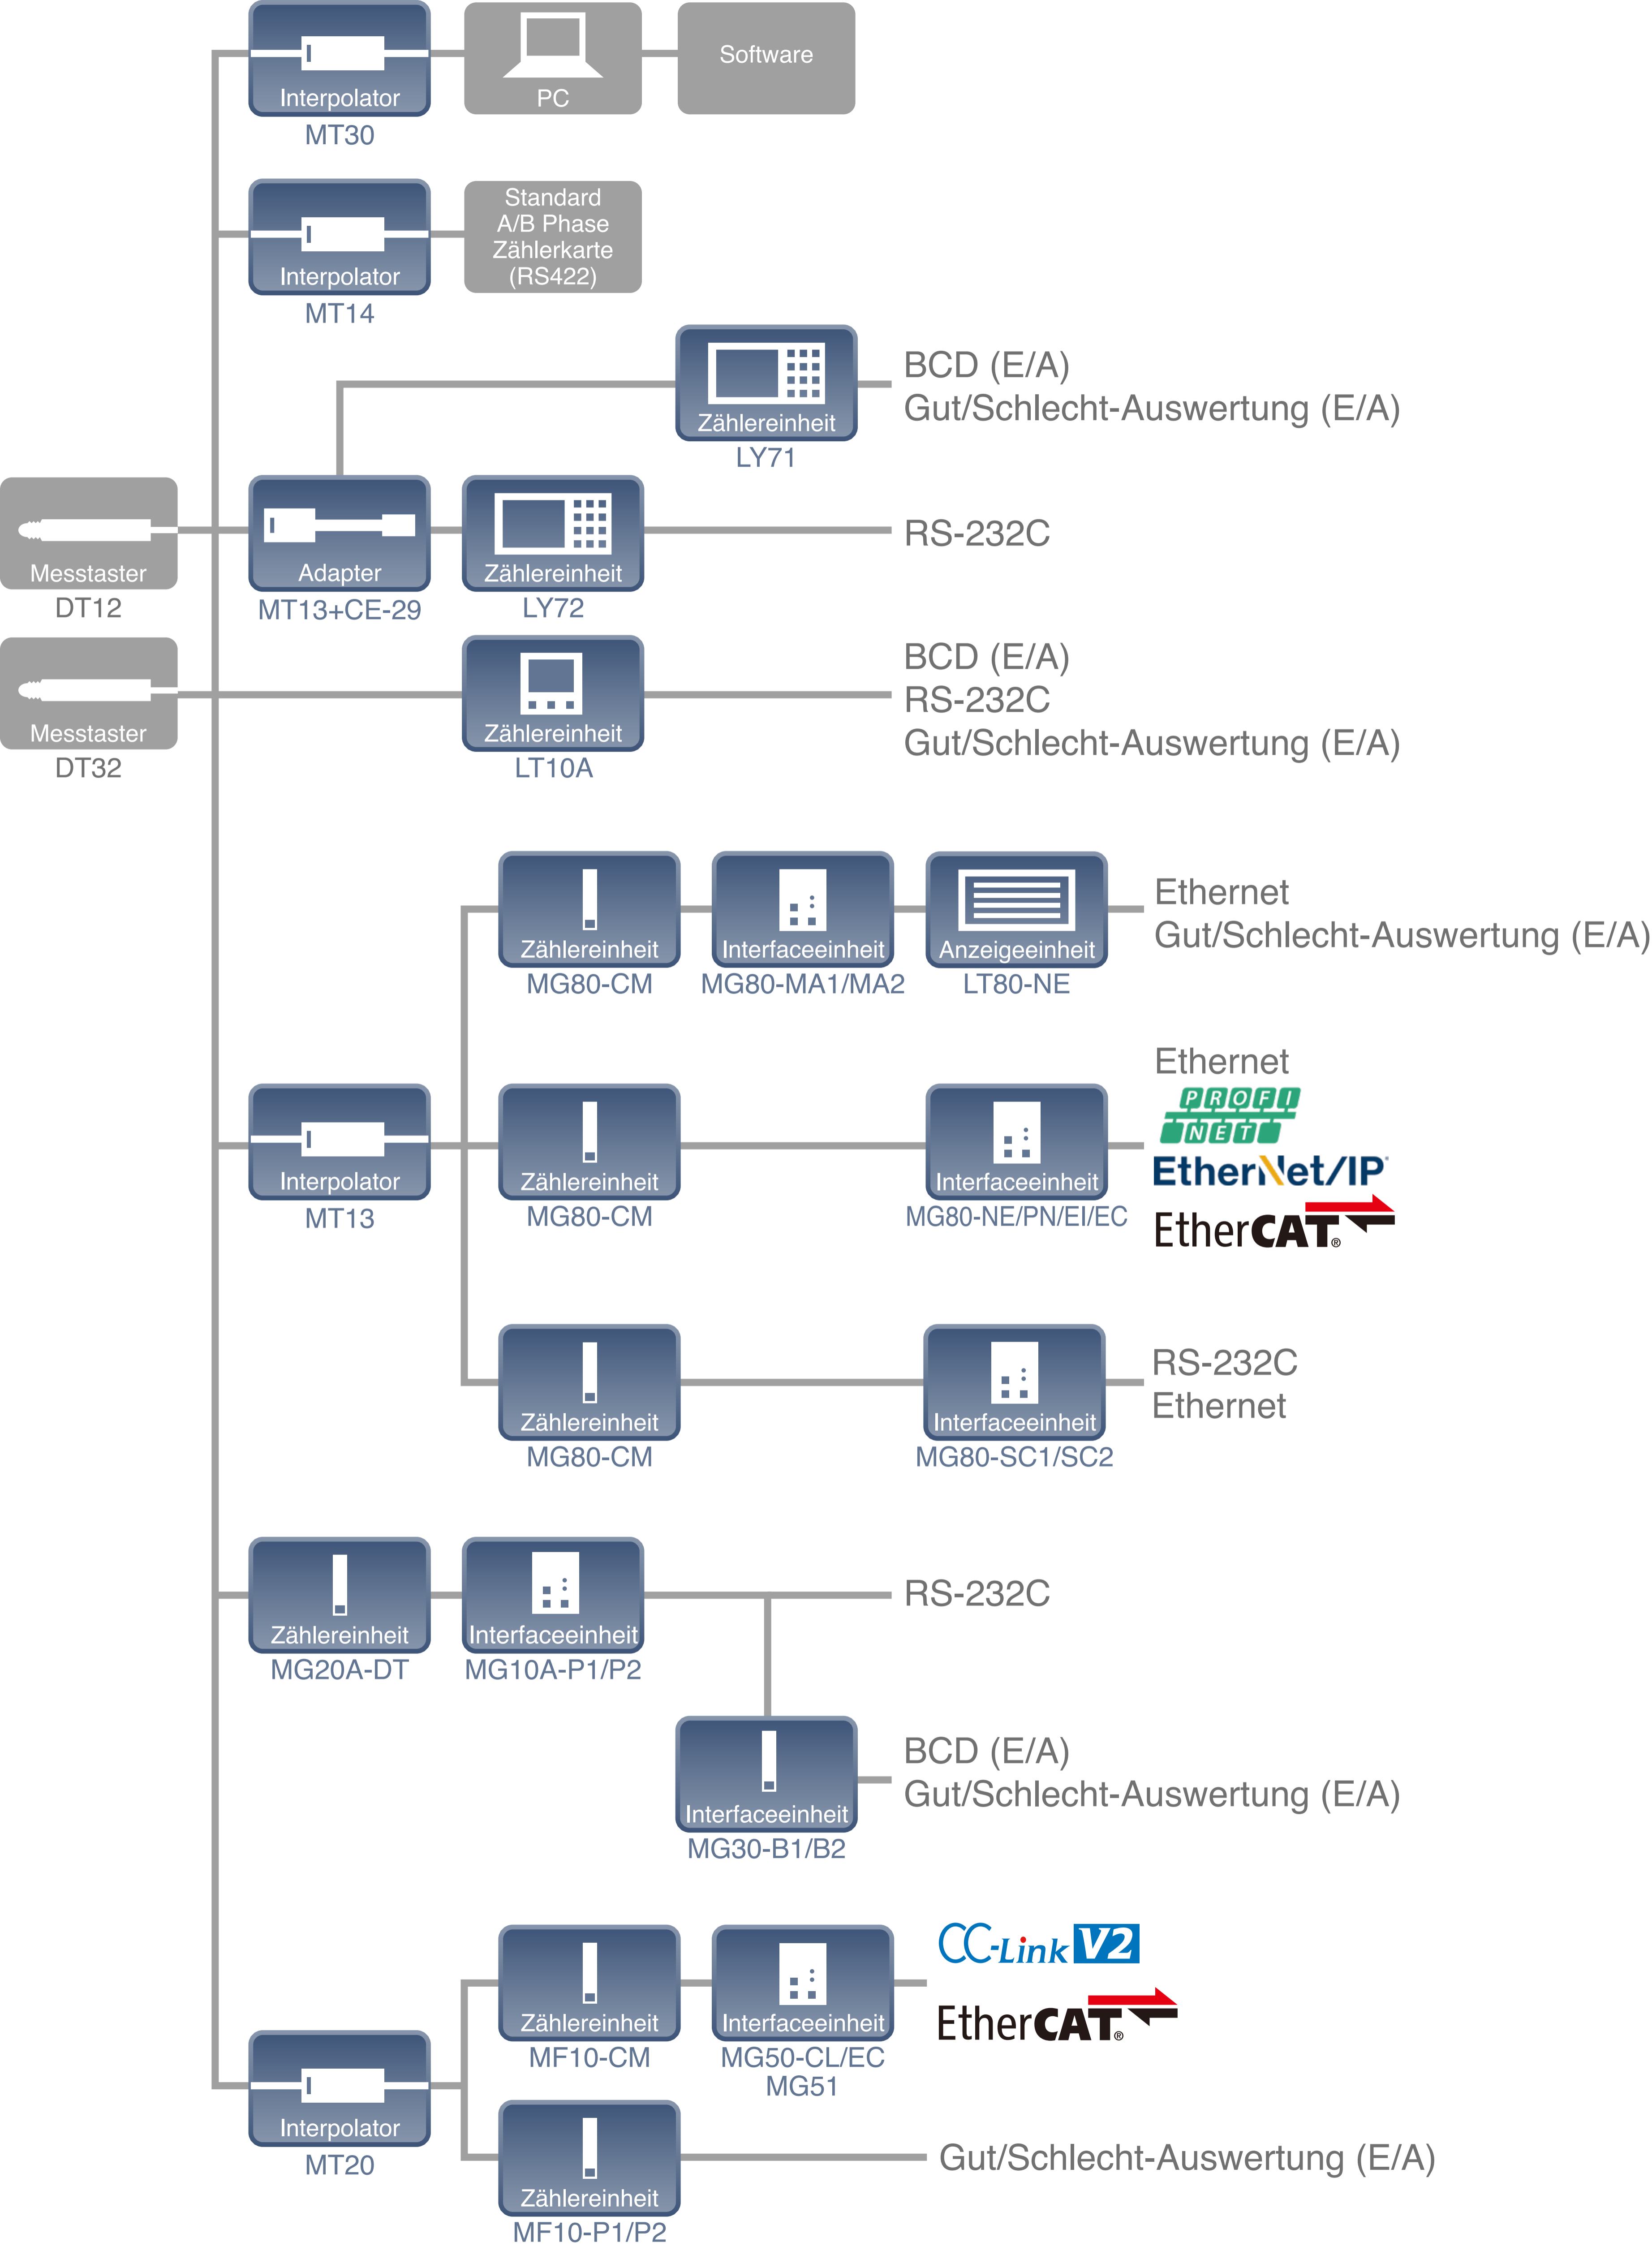 Interpolator
MT30
PC
Software
Interpolator
MT14
Standard
A/B Phase
Zählerkarte
(RS422)
Zählereinheit
LY71
BCD (E/A)
Gut/Schlecht-Auswertung (E/A)
Messtaster
DT12
Adapter
MT13+CE-29
Zählereinheit
LY72
RS-232C
Messtaster
DT32
Zählereinheit
LT10A
BCD (E/A)
RS-232C
Gut/Schlecht-Auswertung (E/A)
Zählereinheit
MG80-CM
Interfaceeinheit
MG80-MA1/MA2
Anzeigeeinheit
LT80-NE
Ethernet
Gut/Schlecht-Auswertung (E/A)
Interpolator
MT13
Zählereinheit
MG80-CM
Interfaceeinheit
MG80-NE/PN/EI/EC
Ethernet
PROFI
NET
EtherNet/IP
EtherCAT®
Zählereinheit
MG80-CM
Interfaceeinheit
MG80-SC1/SC2
RS-232C
Ethernet
Zählereinheit
MG20A-DT
Interfaceeinheit
MG10A-P1/P2
RS-232C
Interfaceeinheit
MG30-B1/B2
BCD (E/A)
Gut/Schlecht-Auswertung (E/A)
Interpolator
MT20
Zählereinheit
MF10-CM
Interfaceeinheit
MG50-CL/EC
MG51
CC-Link V2
EtherCAT®
Zählereinheit
MF10-P1/P2
Gut/Schlecht-Auswertung (E/A)